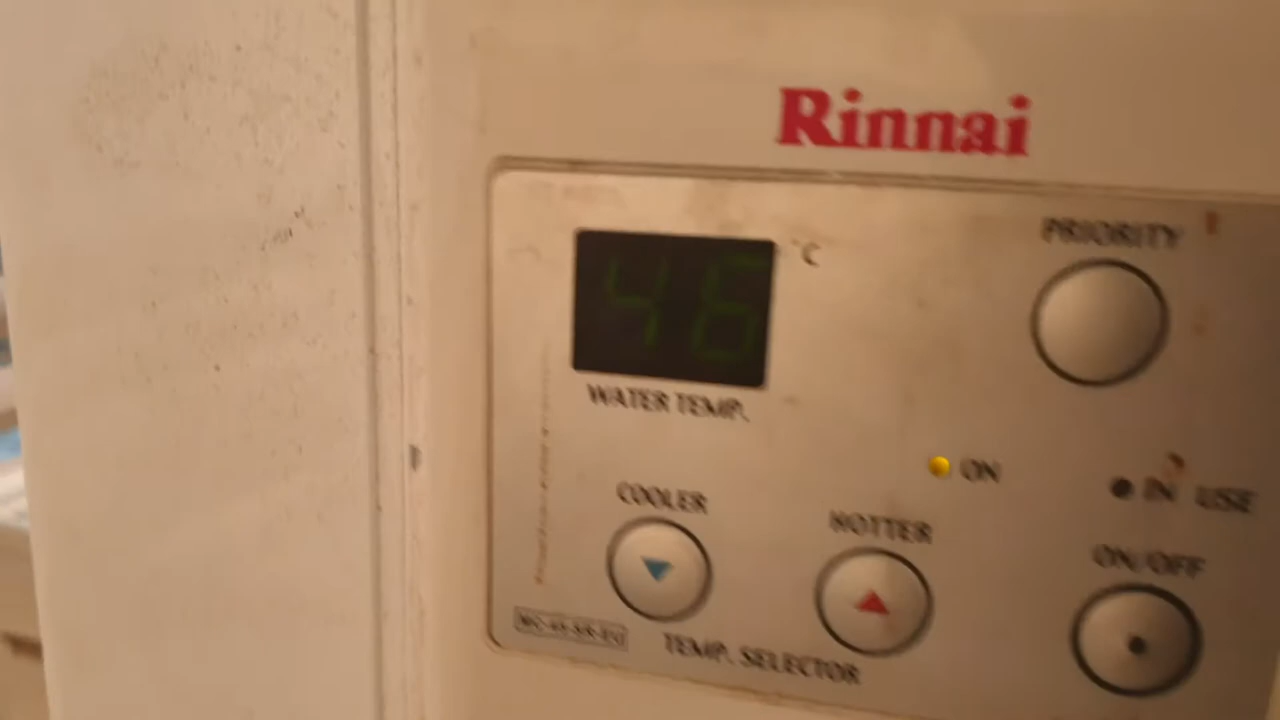 Rinnai
PRIORITY
°C
46
WATER TEMP.
ON
IN USE
COOLER
HOTTER
ON/OFF
TEMP. SELECTOR